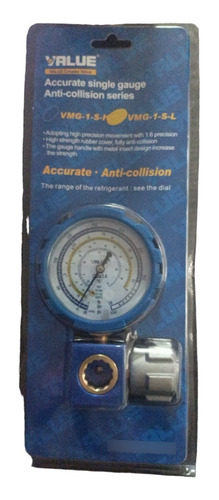 VALUE
Accurate single gauge
Anti-collision series
VMG-1-S-H VMG-1-S-L
•Adopting high precision movement with 1.6 precision
•High strength rubber cover, fully anti-collision
•The gauge handle with metal insert design increase
the strength
Accurate · Anti-collision
The range of the refrigerant : see the dial